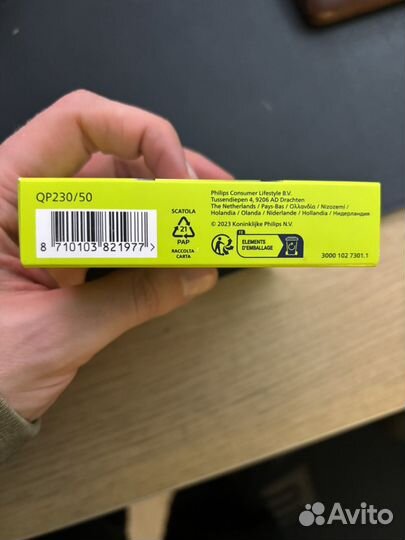 QP230/50
8 710103 821977 >
SCATOLA
21
PAP
RACCOLTA
CARTA
Philips Consumer Lifestyle B.V.
Tussendiepen 4, 9206 AD Drachten
The Netherlands / Pays-Bas / Ολλανδία / Nizozemí /
Holandia / Olanda / Niderlande / Hollandia / Нидерландия
© 2023 Koninklijke Philips N.V.
FR
ELEMENTS
D'EMBALLAGE
3000 102 7301.1
Avito